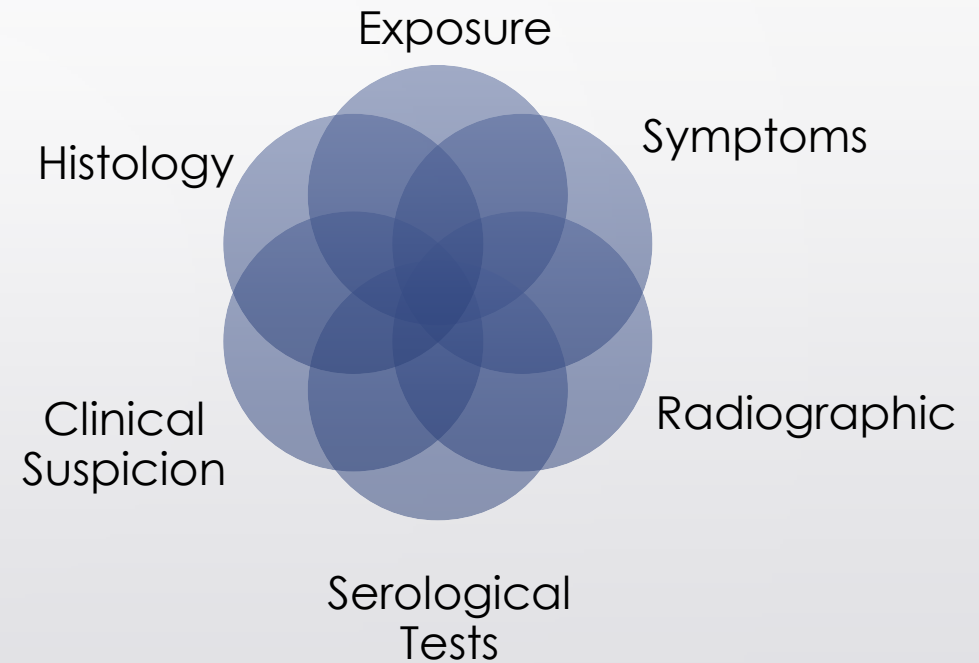 Exposure
Symptoms
Histology
Radiographic
Clinical
Suspicion
Serological
Tests